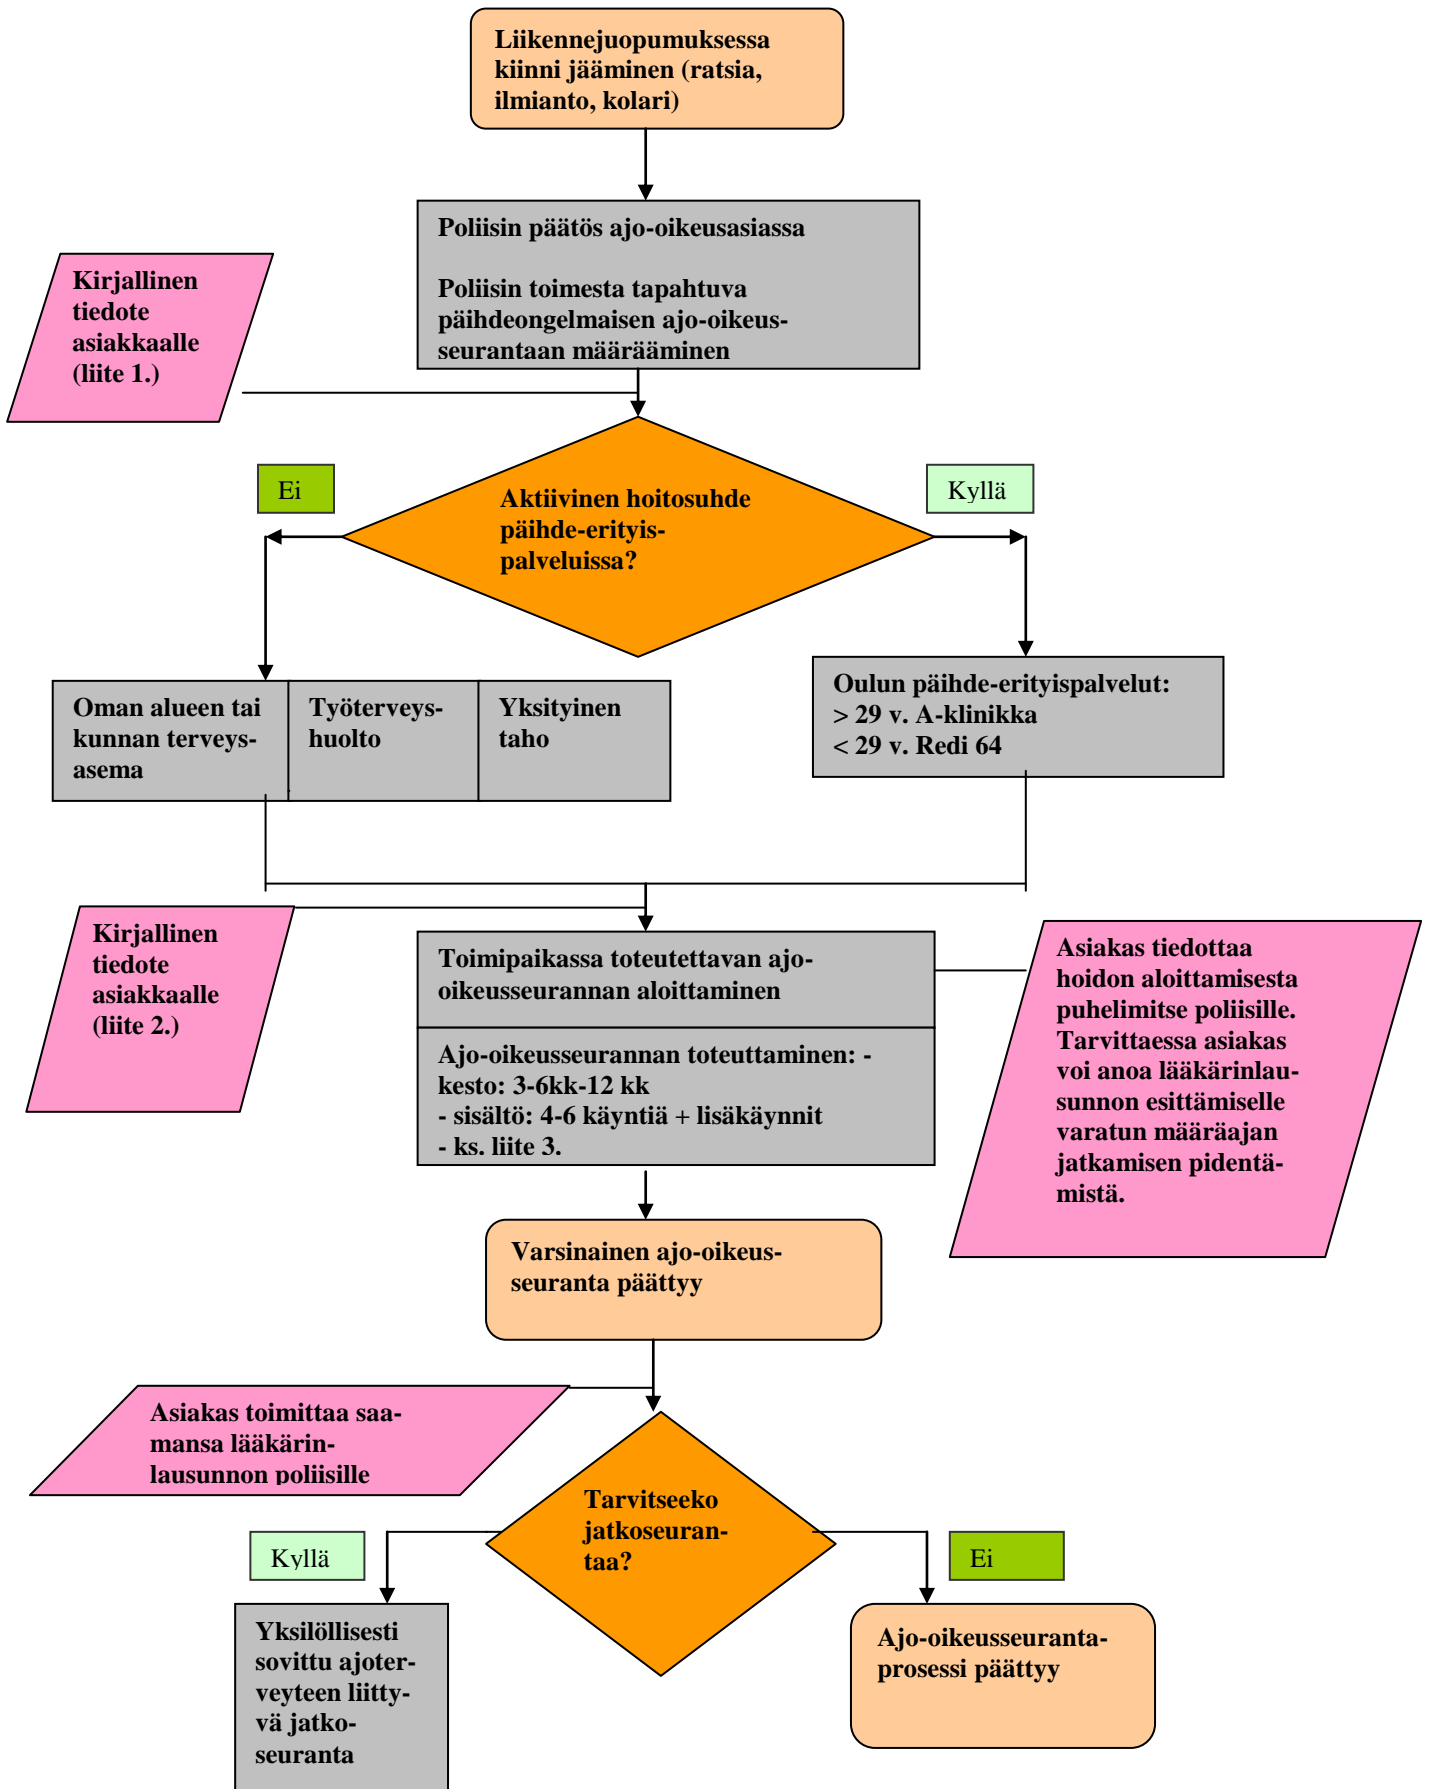 Liikennejuopumuksessa
kiinni jääminen (ratsia,
ilmianto, kolari)
Poliisin päätös ajo-oikeusasiassa
Poliisin toimesta tapahtuva
päihdeongelmaisen ajo-oikeus-
seurantaan määrääminen
Kirjallinen
tiedote
asiakkaalle
(liite 1.)
Ei
Aktiivinen hoitosuhde
päihde-erityis-
palveluissa?
Kyllä
Oman alueen tai
kunnan terveys-
asema
Työterveys-
huolto
Yksityinen
taho
Oulun päihde-erityispalvelut:
> 29 v. A-klinikka
< 29 v. Redi 64
Kirjallinen
tiedote
asiakkaalle
(liite 2.)
Toimipaikassa toteutettavan ajo-
oikeusseurannan aloittaminen
Ajo-oikeusseurannan toteuttaminen: -
kesto: 3-6kk-12 kk
- sisältö: 4-6 käyntiä + lisäkäynnit
- ks. liite 3.
Asiakas tiedottaa
hoidon aloittamisesta
puhelimitse poliisille.
Tarvittaessa asiakas
voi anoa lääkärinlau-
sunnon esittämiselle
varatun määräajan
jatkamisen pidentä-
mistä.
Varsinainen ajo-oikeus-
seuranta päättyy
Asiakas toimittaa saa-
mansa lääkärin-
lausunnon poliisille
Tarvitseeko
jatkoseuran-
taa?
Kyllä
Ei
Yksilöllisesti
sovittu ajoter-
veyteen liitty-
vä jatko-
seuranta
Ajo-oikeusseuranta-
prosessi päättyy